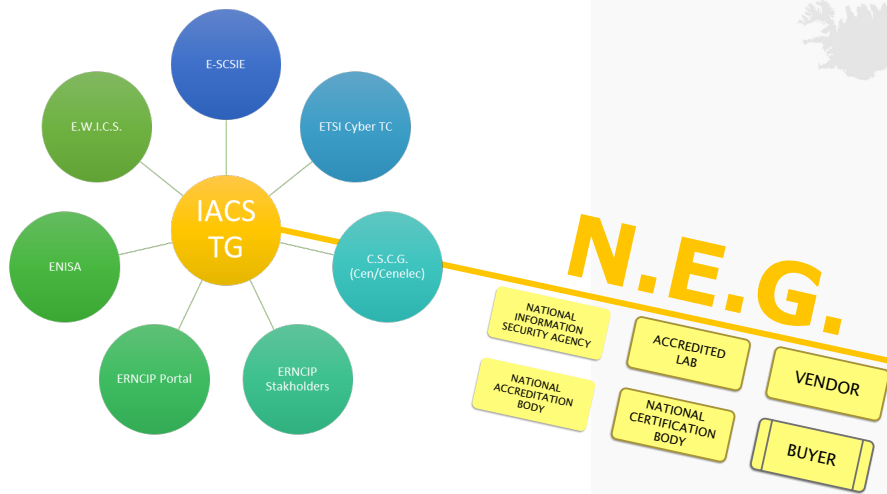 E-SCSIE
E.W.I.C.S.
ETSI Cyber TC
IACS
TG
ENISA
C.S.C.G.
(Cen/Cenelec)
ERNCIP Portal
ERNCIP
Stakholders
N.E.G.
NATIONAL
INFORMATION
SECURITY AGENCY
ACCREDITED
LAB
VENDOR
NATIONAL
ACCREDITATION
BODY
NATIONAL
CERTIFICATION
BODY
BUYER